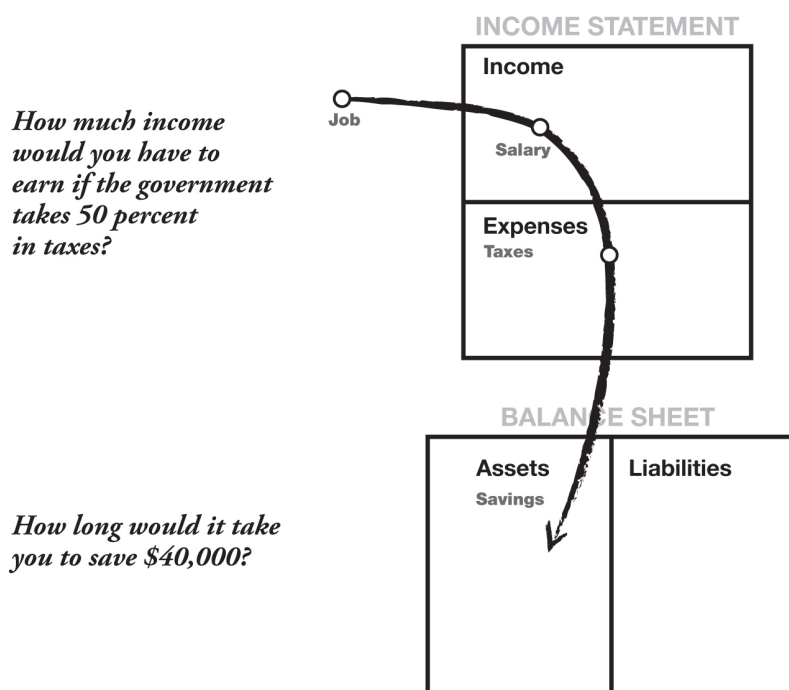 INCOME STATEMENT
Income
Job
Salary
How much income
would you have to
earn if the government
takes 50 percent
in taxes?
Expenses
Taxes
BALANCE SHEET
Assets
Liabilities
Savings
How long would it take
you to save $40,000?